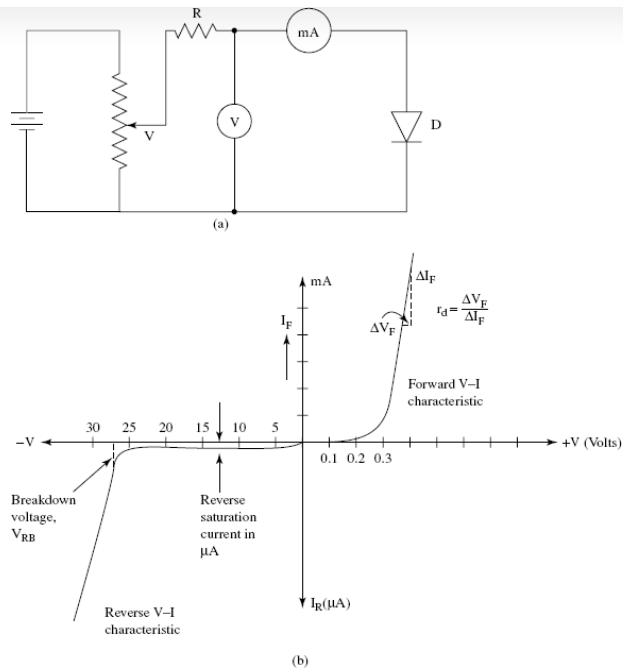 R
mA
V
V
D
(a)
mA
ΔI_F
r_d = ΔV_F / ΔI_F
I_F
ΔV_F
Forward V–I
characteristic
30 25 20 15 10 5
–V
+V (Volts)
0.1 0.2 0.3
Breakdown
voltage,
V_RB
Reverse
saturation
current in
μA
I_R(μA)
Reverse V–I
characteristic
(b)